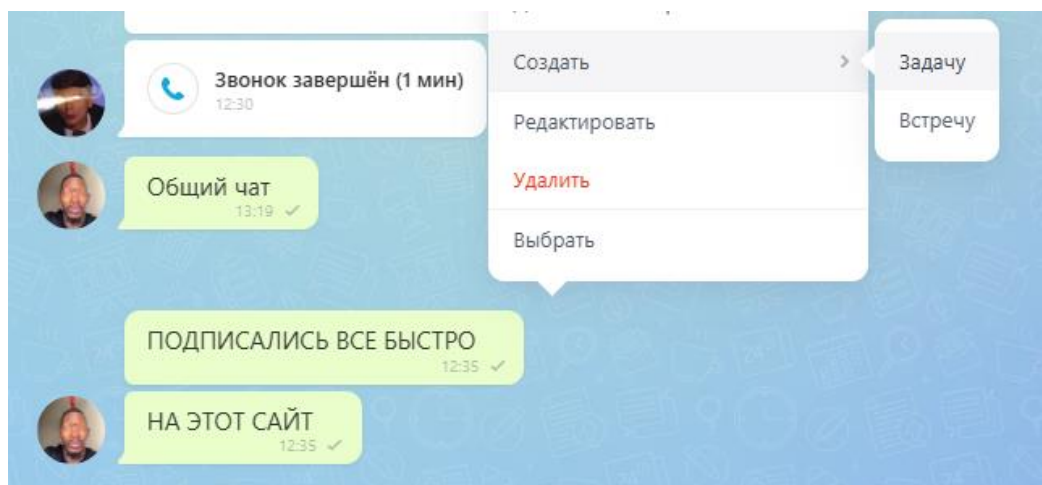 Звонок завершён (1 мин)
12:30
Общий чат
13:19
Создать
Задачу
Встречу
Редактировать
Удалить
Выбрать
ПОДПИСАЛИСЬ ВСЕ БЫСТРО
12:35
НА ЭТОТ САЙТ
12:35